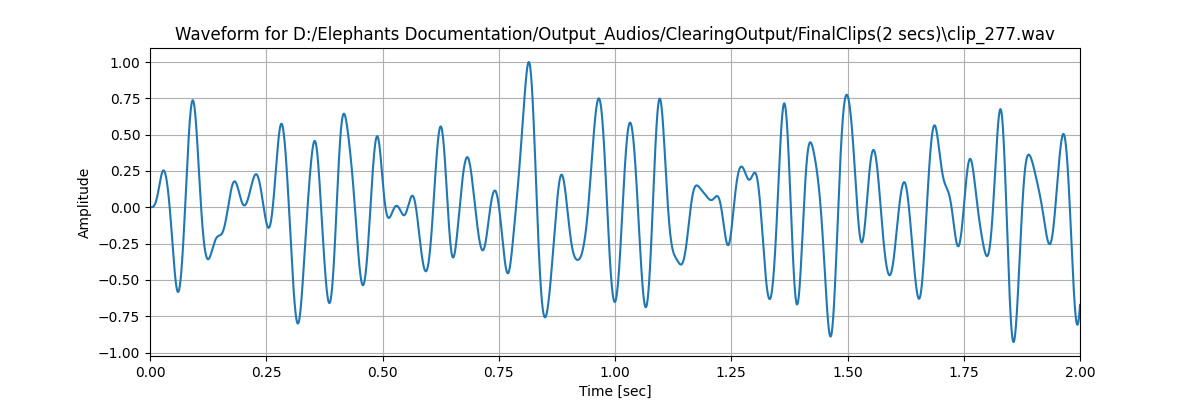 Waveform for D:/Elephants Documentation/Output_Audios/ClearingOutput/FinalClips(2 secs)\clip_277.wav
1.00
0.75
0.50
0.25
0.00
−0.25
−0.50
−0.75
−1.00
Amplitude
0.00 0.25 0.50 0.75 1.00 1.25 1.50 1.75 2.00
Time [sec]